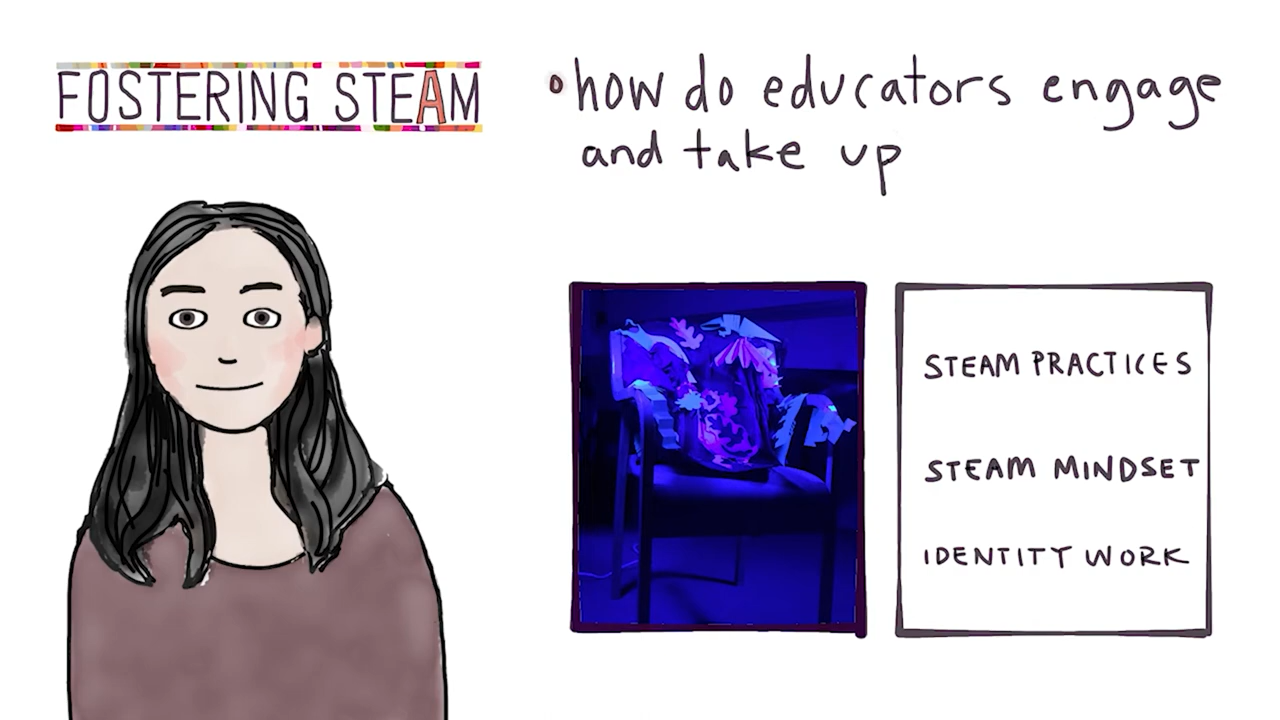 FOSTERING STEAM
•how do educators engage
and take up
STEAM PRACTICES
STEAM MINDSET
IDENTITY WORK